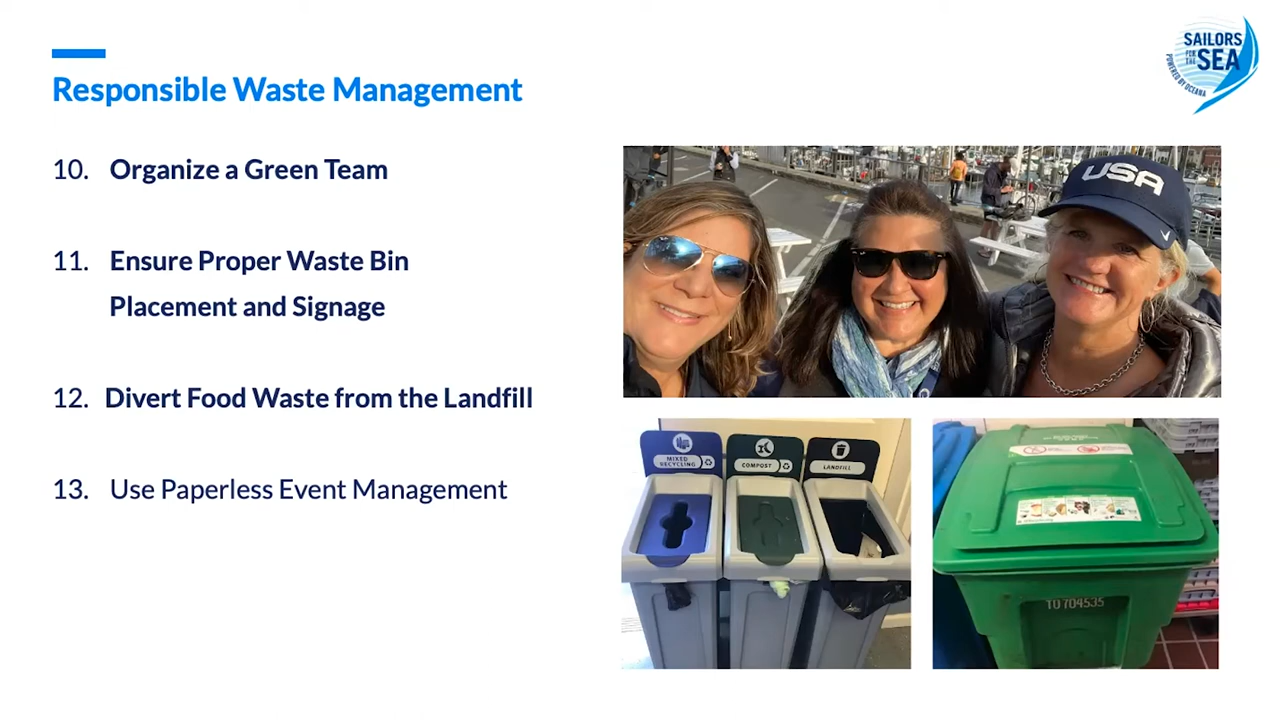 SAILORS
FOR THE
SEA
POWERED BY OCEANA
Responsible Waste Management
10. Organize a Green Team
11. Ensure Proper Waste Bin
Placement and Signage
12. Divert Food Waste from the Landfill
13. Use Paperless Event Management
USA
MIXED
RECYCLING
COMPOST
LANDFILL
TO 704535